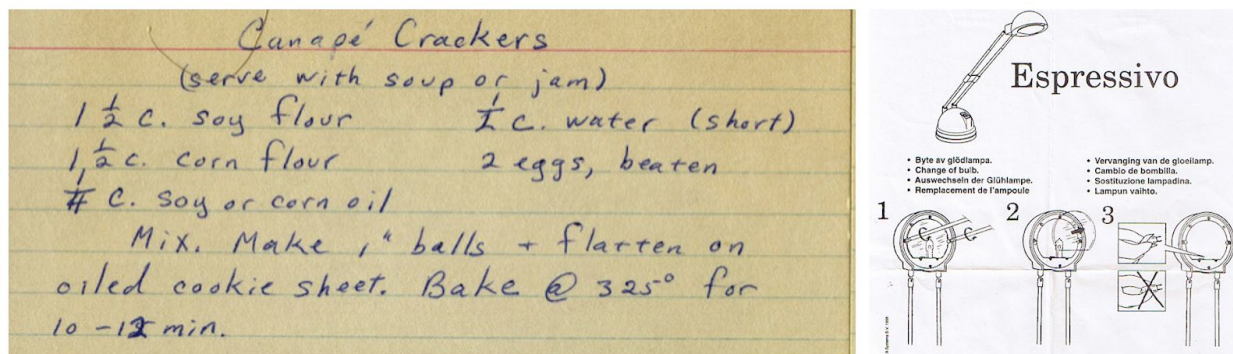 Canapé Crackers
(serve with soup or jam)
1 ½ c. soy flour
1 ½ c. corn flour
¼ c. soy or corn oil
c. water (short)
2 eggs, beaten
Mix. Make 1" balls + flatten on
oiled cookie sheet. Bake @ 325° for
10 - 12 min.
Espressivo
• Byte av glödlampa.
• Change of bulb.
• Auswechseln der Glühlampe.
• Remplacement de l'ampoule
• Vervanging van de gloeilamp.
• Cambio de bombilla.
• Sostituzione lampadina.
• Lampun vaihto.
1 2 3